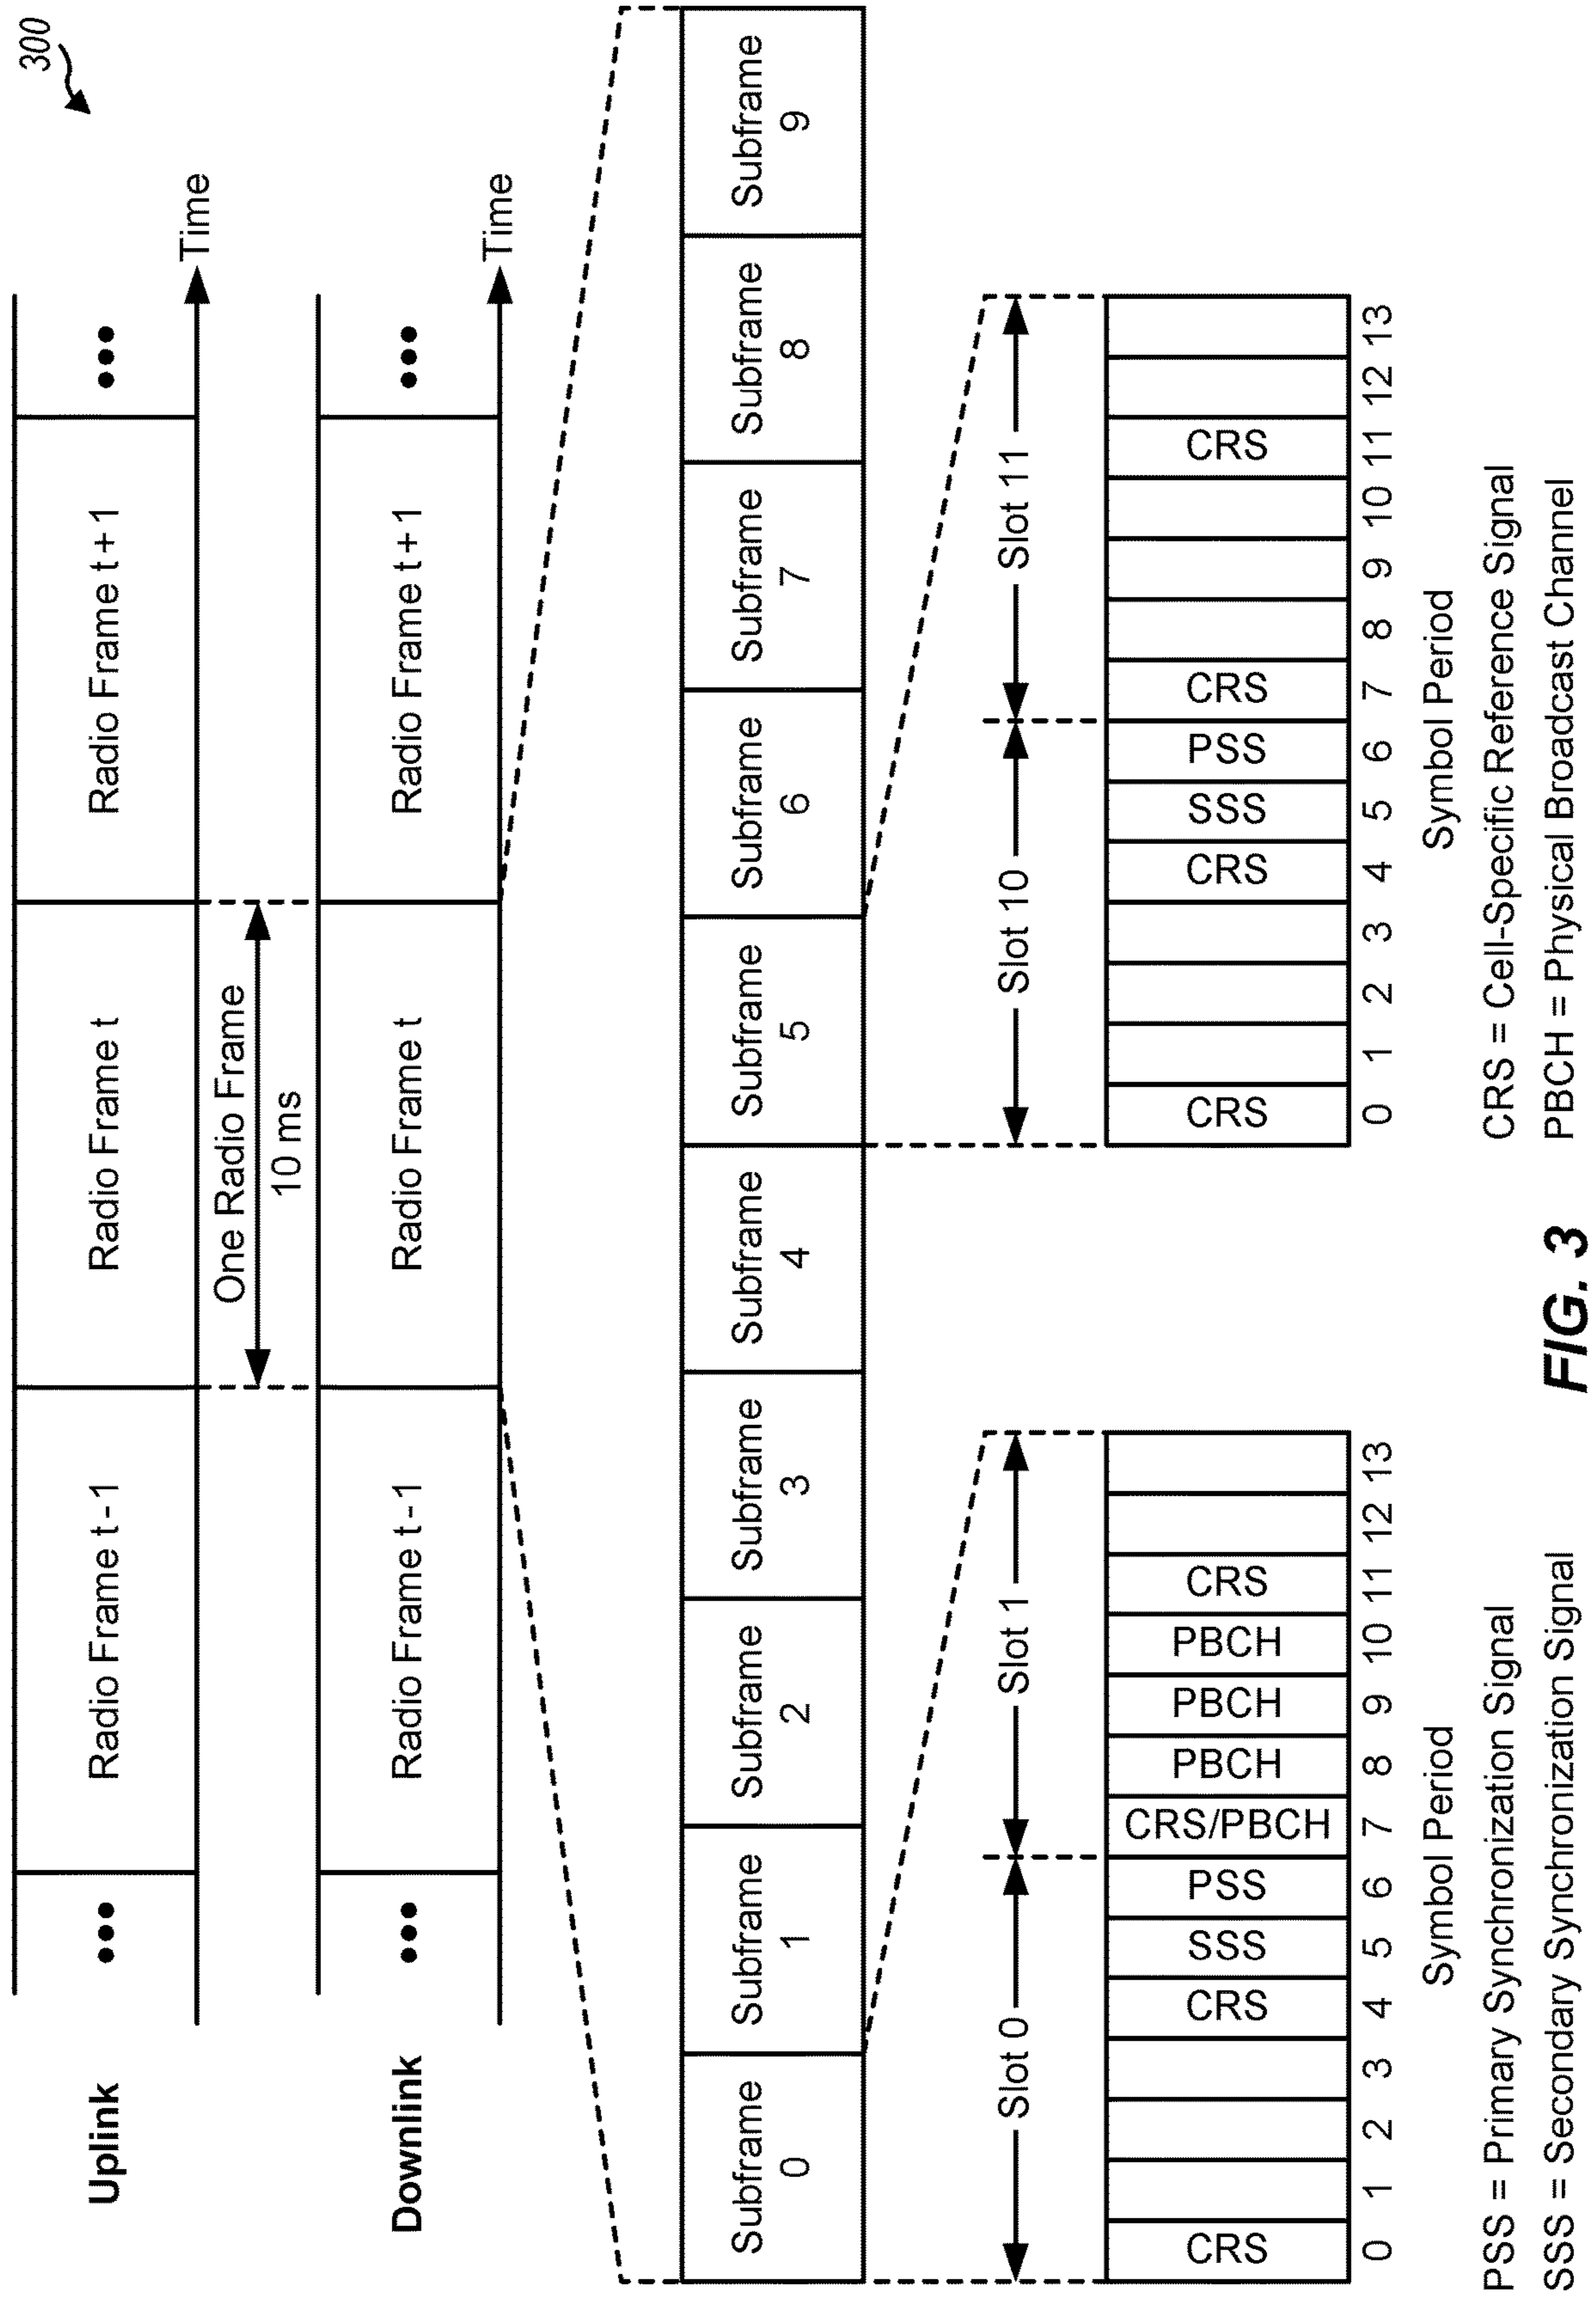 300
Uplink
••• Radio Frame t - 1 Radio Frame t Radio Frame t + 1 •••
Time
One Radio Frame
10 ms
Downlink
••• Radio Frame t - 1 Radio Frame t Radio Frame t + 1 •••
Time
Subframe Subframe Subframe Subframe Subframe Subframe Subframe Subframe Subframe Subframe
0 1 2 3 4 5 6 7 8 9
Slot 0 Slot 1 Slot 10 Slot 11
CRS CRS SSS PSS CRS/PBCH PBCH PBCH PBCH CRS
0 1 2 3 4 5 6 7 8 9 10 11 12 13
Symbol Period
CRS CRS SSS PSS CRS CRS
0 1 2 3 4 5 6 7 8 9 10 11 12 13
Symbol Period
PSS = Primary Synchronization Signal
SSS = Secondary Synchronization Signal
CRS = Cell-Specific Reference Signal
PBCH = Physical Broadcast Channel
FIG. 3